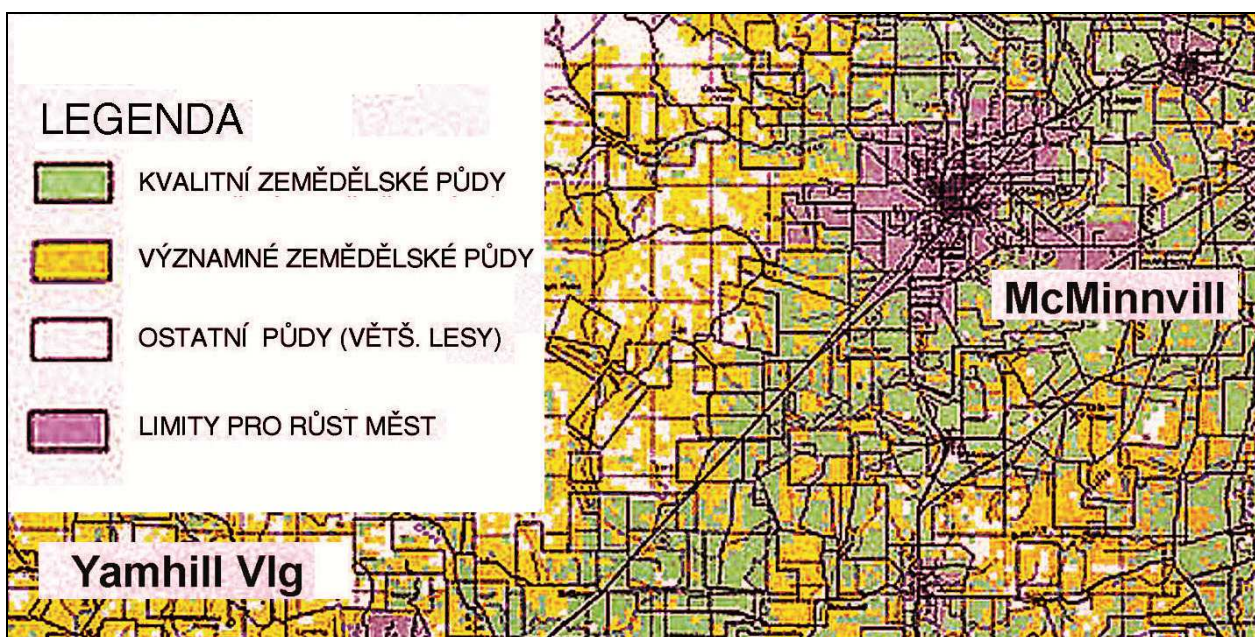 LEGENDA
KVALITNÍ ZEMĚDĚLSKÉ PŮDY
VÝZNAMNÉ ZEMĚDĚLSKÉ PŮDY
OSTATNÍ PŮDY (VĚTŠ. LESY)
LIMITY PRO RŮST MĚST
McMinnvill
Yamhill Vlg